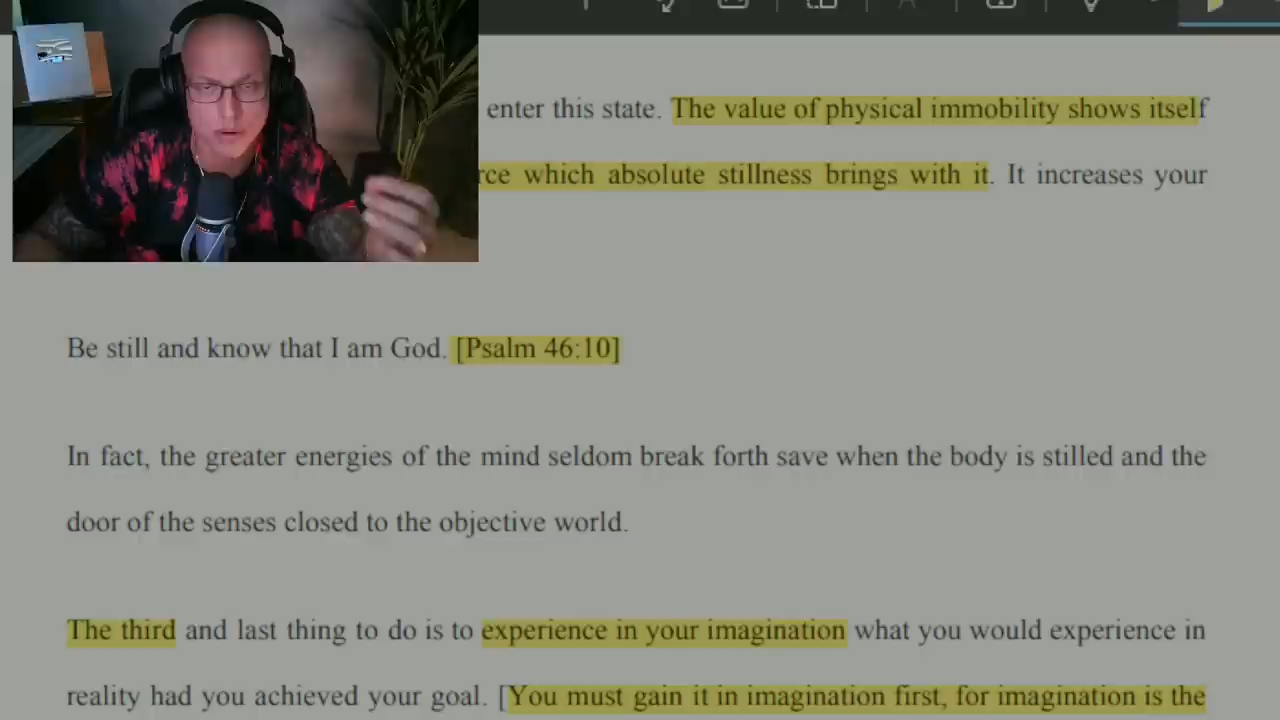 enter this state. The value of physical immobility shows itself
which absolute stillness brings with it. It increases your
Be still and know that I am God. [Psalm 46:10]
In fact, the greater energies of the mind seldom break forth save when the body is stilled and the
door of the senses closed to the objective world.
The third and last thing to do is to experience in your imagination what you would experience in
reality had you achieved your goal. [You must gain it in imagination first, for imagination is the